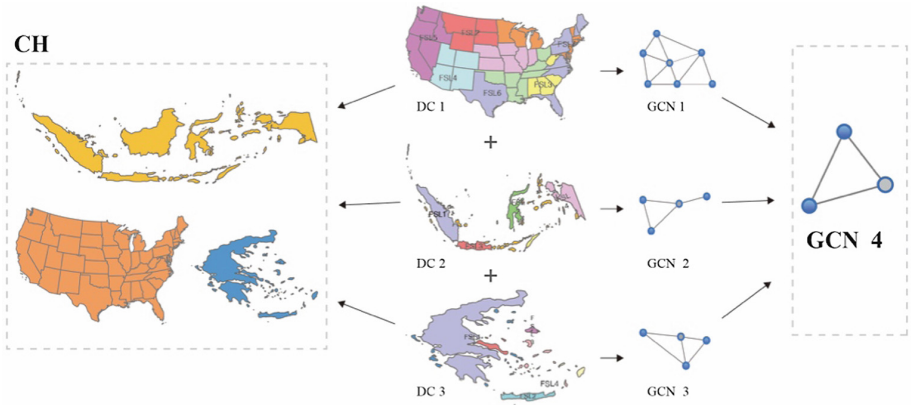 CH
FSL4
FSL6
FSL3
DC 1
GCN 1
+
FSL1
DC 2
GCN 2
GCN 4
+
FSL4
DC 3
GCN 3